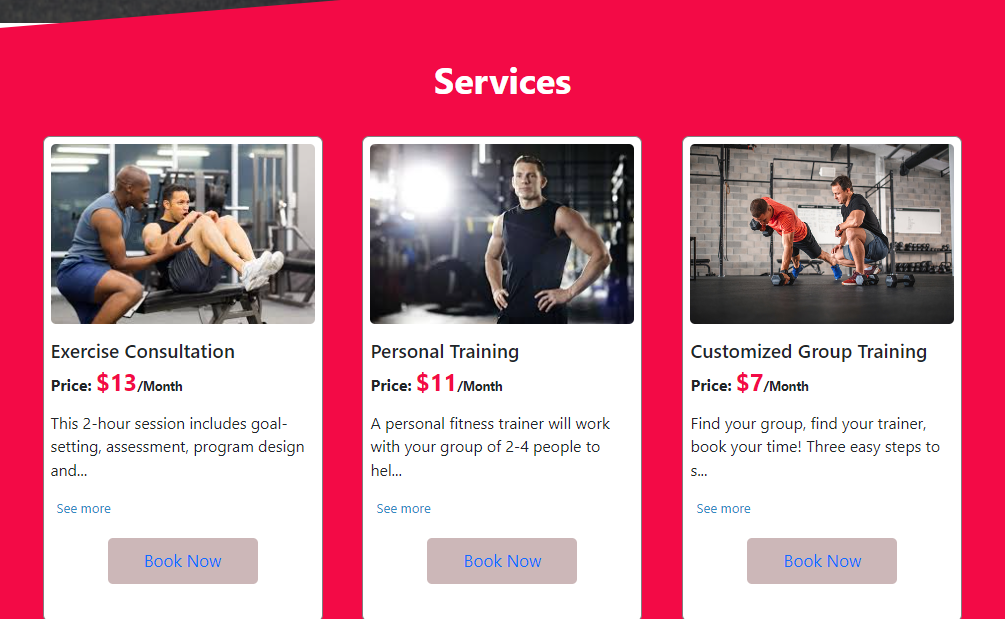 Services
Exercise Consultation
Price: $13/Month
This 2-hour session includes goal-
setting, assessment, program design
and...
See more
Book Now
Personal Training
Price: $11/Month
A personal fitness trainer will work
with your group of 2-4 people to
hel...
See more
Book Now
Customized Group Training
Price: $7/Month
Find your group, find your trainer,
book your time! Three easy steps to
s...
See more
Book Now